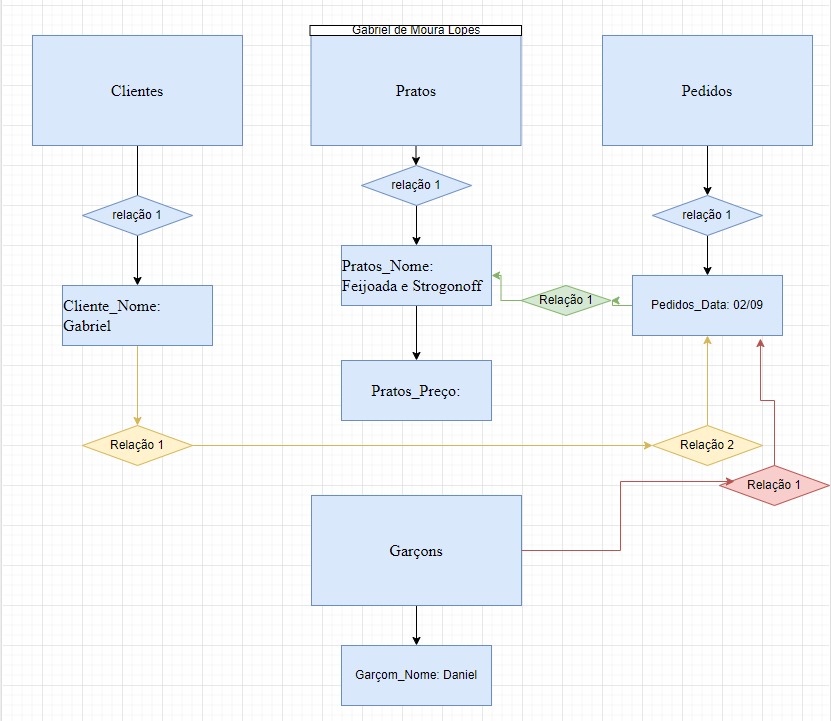 Gabriel de Moura Lopes
Clientes
Pratos
Pedidos
relação 1
relação 1
relação 1
Pratos_Nome:
Feijoada e Strogonoff
Relação 1
Pedidos_Data: 02/09
Cliente_Nome:
Gabriel
Pratos_Preço:
Relação 1
Relação 2
Relação 1
Garçons
Garçom_Nome: Daniel